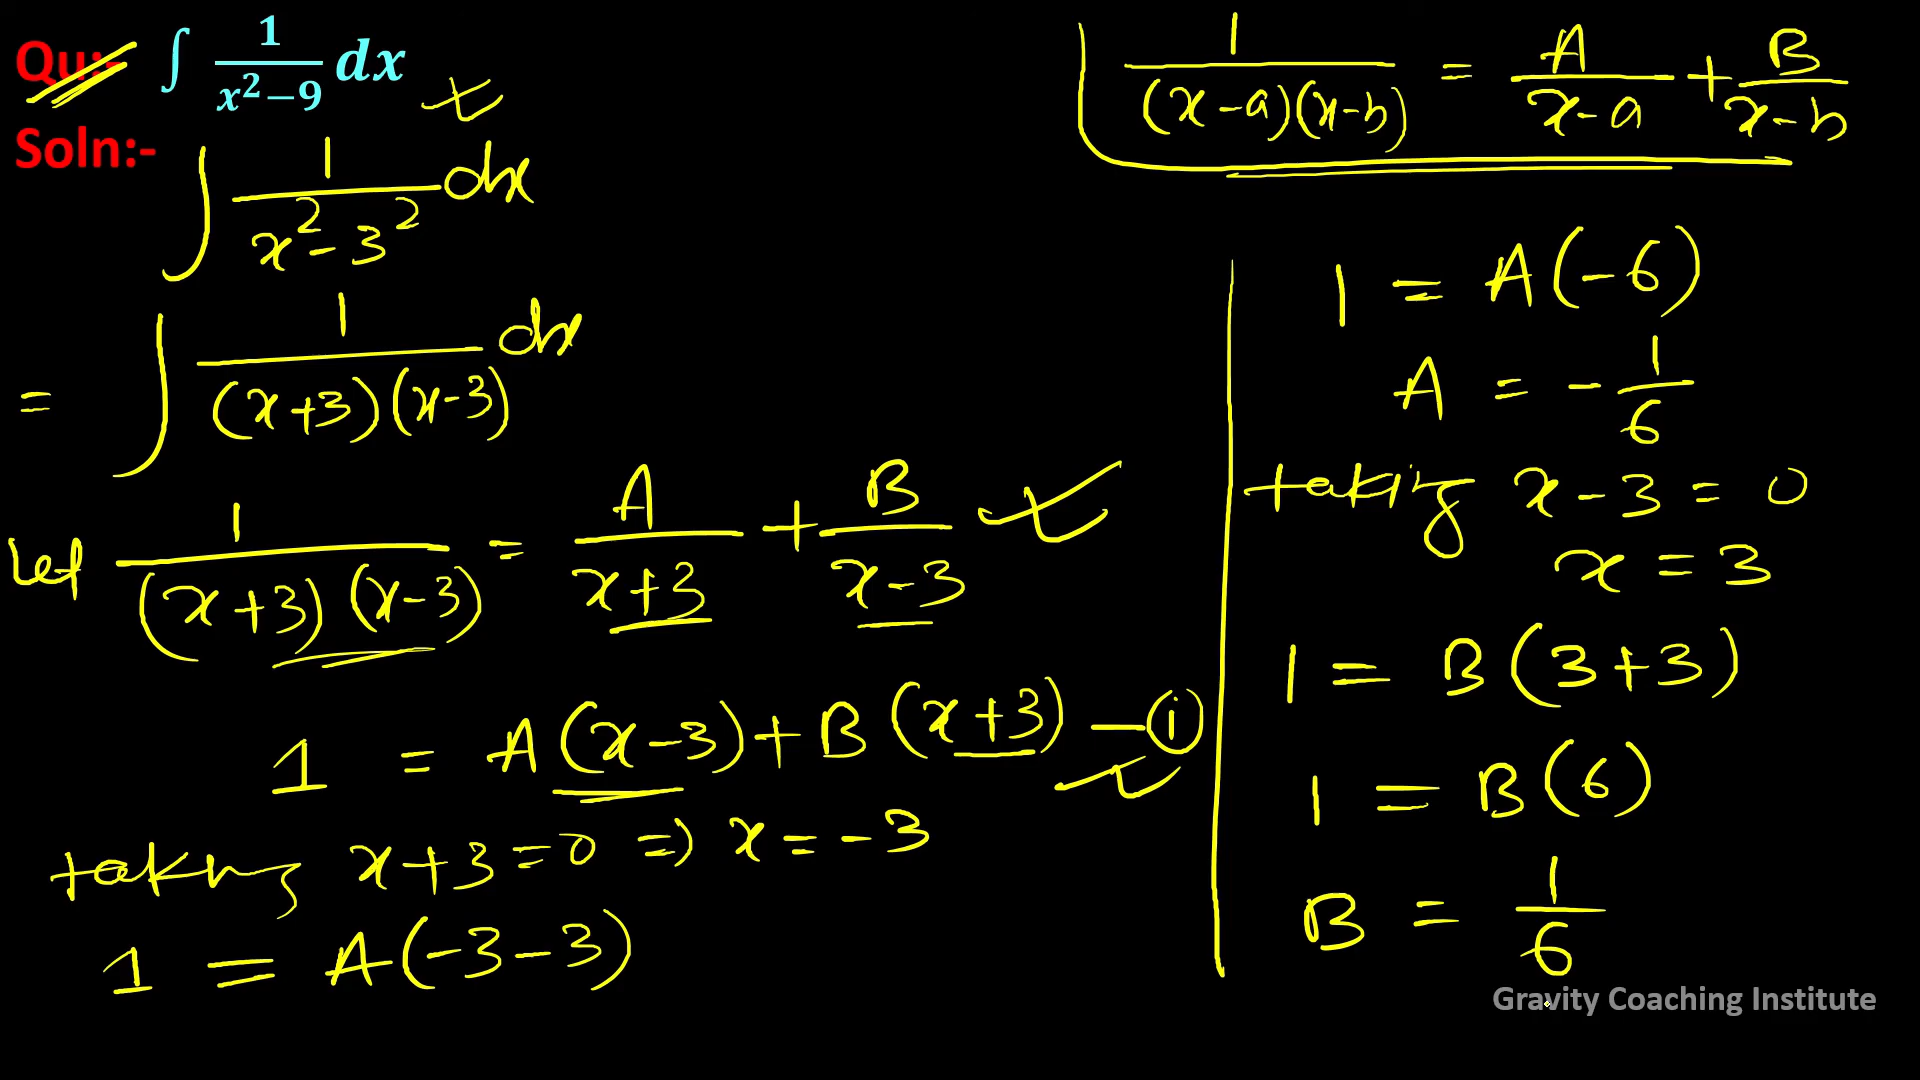 Qu:- ∫ 1/(x²−9) dx
Soln:-
∫ 1/(x²−3²) dx
= ∫ 1/((x+3)(x−3)) dx
let 1/((x+3)(x−3)) = A/(x+3) + B/(x−3)
1 = A(x−3) + B(x+3) —(i)
taking x+3=0 ⇒ x = −3
1 = A(−3−3)
1/((x−a)(x−b)) = A/(x−a) + B/(x−b)
1 = A(−6)
A = −1/6
taking x−3 = 0
x = 3
1 = B(3+3)
1 = B(6)
B = 1/6
Gravity Coaching Institute